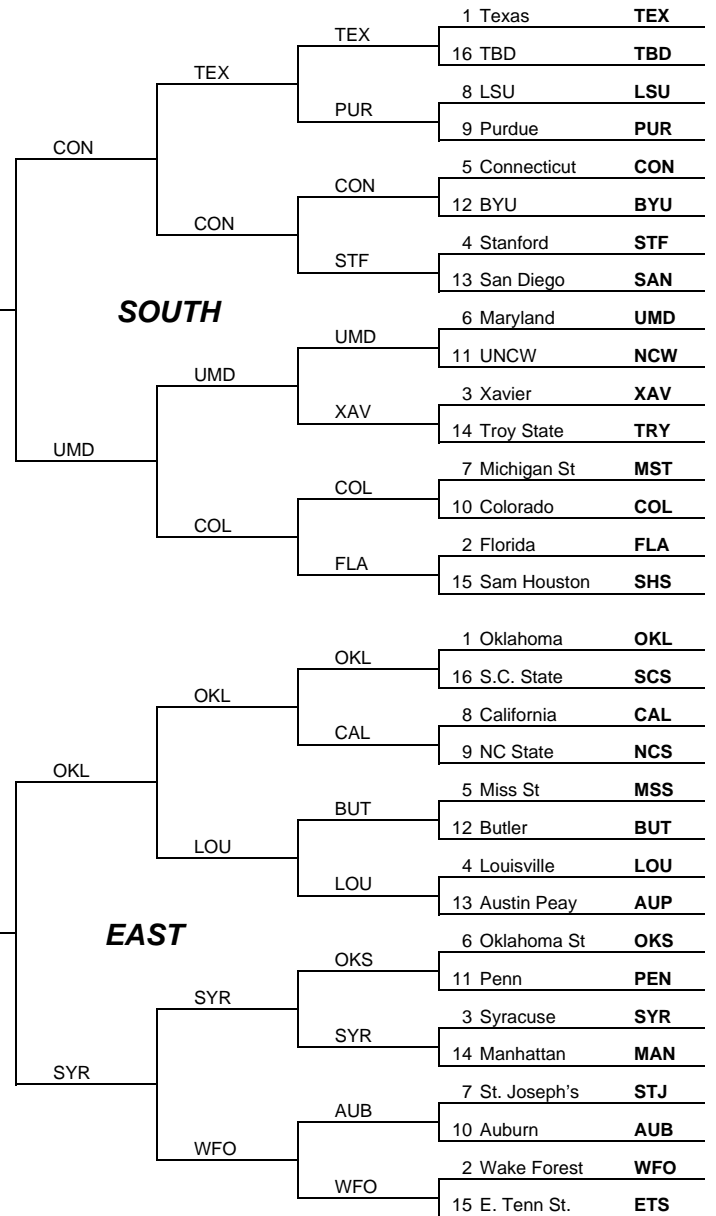 1 Texas TEX
TEX
16 TBD TBD
TEX
8 LSU LSU
PUR
9 Purdue PUR
CON
5 Connecticut CON
CON
12 BYU BYU
CON
4 Stanford STF
STF
13 San Diego SAN
SOUTH
6 Maryland UMD
UMD
11 UNCW NCW
UMD
3 Xavier XAV
XAV
14 Troy State TRY
UMD
7 Michigan St MST
COL
10 Colorado COL
COL
2 Florida FLA
FLA
15 Sam Houston SHS
1 Oklahoma OKL
OKL
16 S.C. State SCS
OKL
8 California CAL
CAL
9 NC State NCS
OKL
5 Miss St MSS
BUT
12 Butler BUT
LOU
4 Louisville LOU
LOU
13 Austin Peay AUP
EAST
6 Oklahoma St OKS
OKS
11 Penn PEN
SYR
3 Syracuse SYR
SYR
14 Manhattan MAN
SYR
7 St. Joseph's STJ
AUB
10 Auburn AUB
WFO
2 Wake Forest WFO
WFO
15 E. Tenn St. ETS